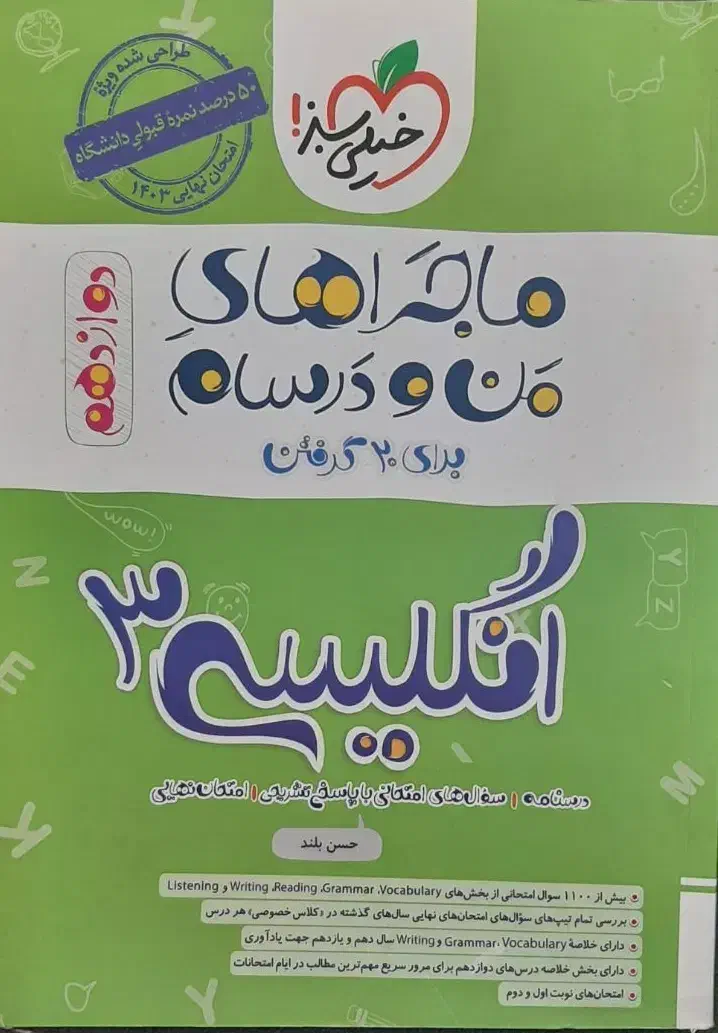 طراحی شده ویژه
۵۰ درصد نمرهٔ قبولی دانشگاه
امتحان نهایی ۱۴۰۳
خیلی سبز!
ماجراهای
من و درسام
برای ۲۰ گرفتن
دوازدهم
wow!
انگلیسی ۳
درسنامه | سؤال‌های امتحانی با پاسخ تشریحی | امتحان نهایی
حسن بلند
بیش از ۱۱۰۰ سوال امتحانی از بخش‌های Vocabulary، Grammar، Reading، Writing و Listening
بررسی تمام تیپ‌های سؤال‌های امتحان‌های نهایی سال‌های گذشته در «کلاس خصوصی» هر درس
دارای خلاصهٔ Vocabulary، Grammar و Writing سال دهم و یازدهم جهت یادآوری
دارای بخش خلاصه درس‌های دوازدهم برای مرور سریع مهم‌ترین مطالب در ایام امتحانات
امتحان‌های نوبت اول و دوم
Y
Z
X
N
E
Y
M
Y